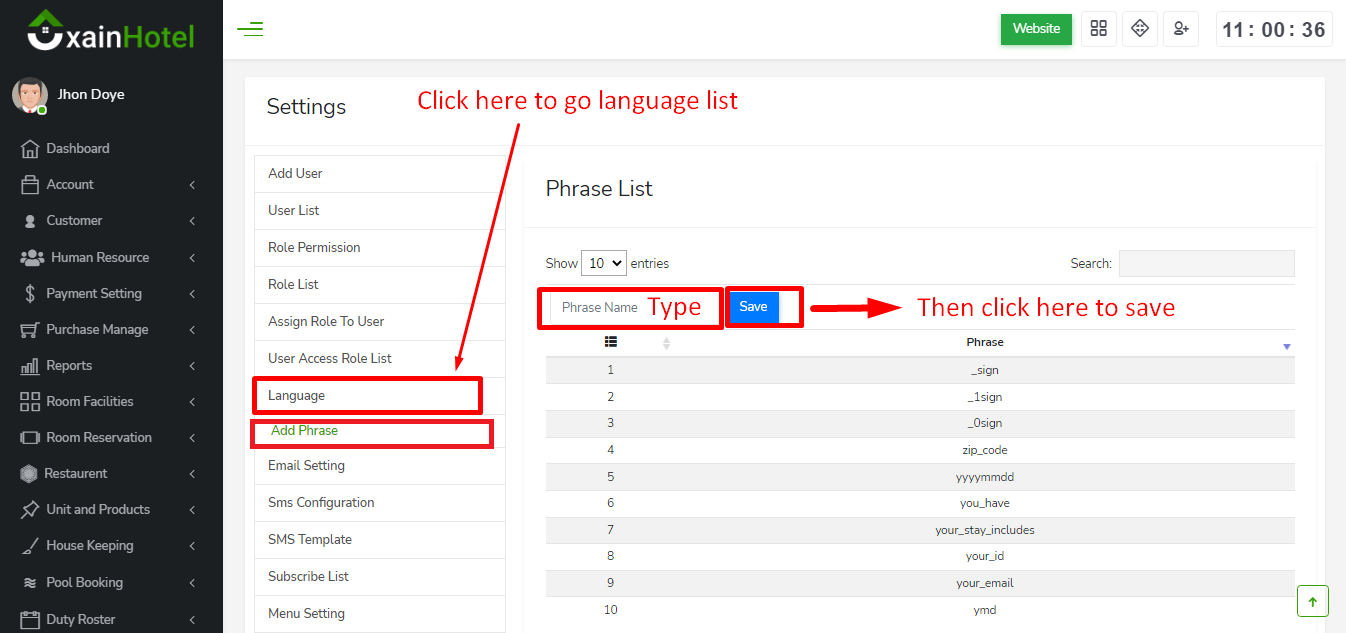 xainHotel
Website
11 : 00 : 36
Jhon Doye
Dashboard
Account
Customer
Human Resource
Payment Setting
Purchase Manage
Reports
Room Facilities
Room Reservation
Restaurent
Unit and Products
House Keeping
Pool Booking
Duty Roster
Settings
Click here to go language list
Add User
User List
Role Permission
Role List
Assign Role To User
User Access Role List
Language
Add Phrase
Email Setting
Sms Configuration
SMS Template
Subscribe List
Menu Setting
Phrase List
Show 10 entries
Search:
Phrase Name Type Save Then click here to save
Phrase
1 _sign
2 _1sign
3 _0sign
4 zip_code
5 yyyymmdd
6 you_have
7 your_stay_includes
8 your_id
9 your_email
10 ymd